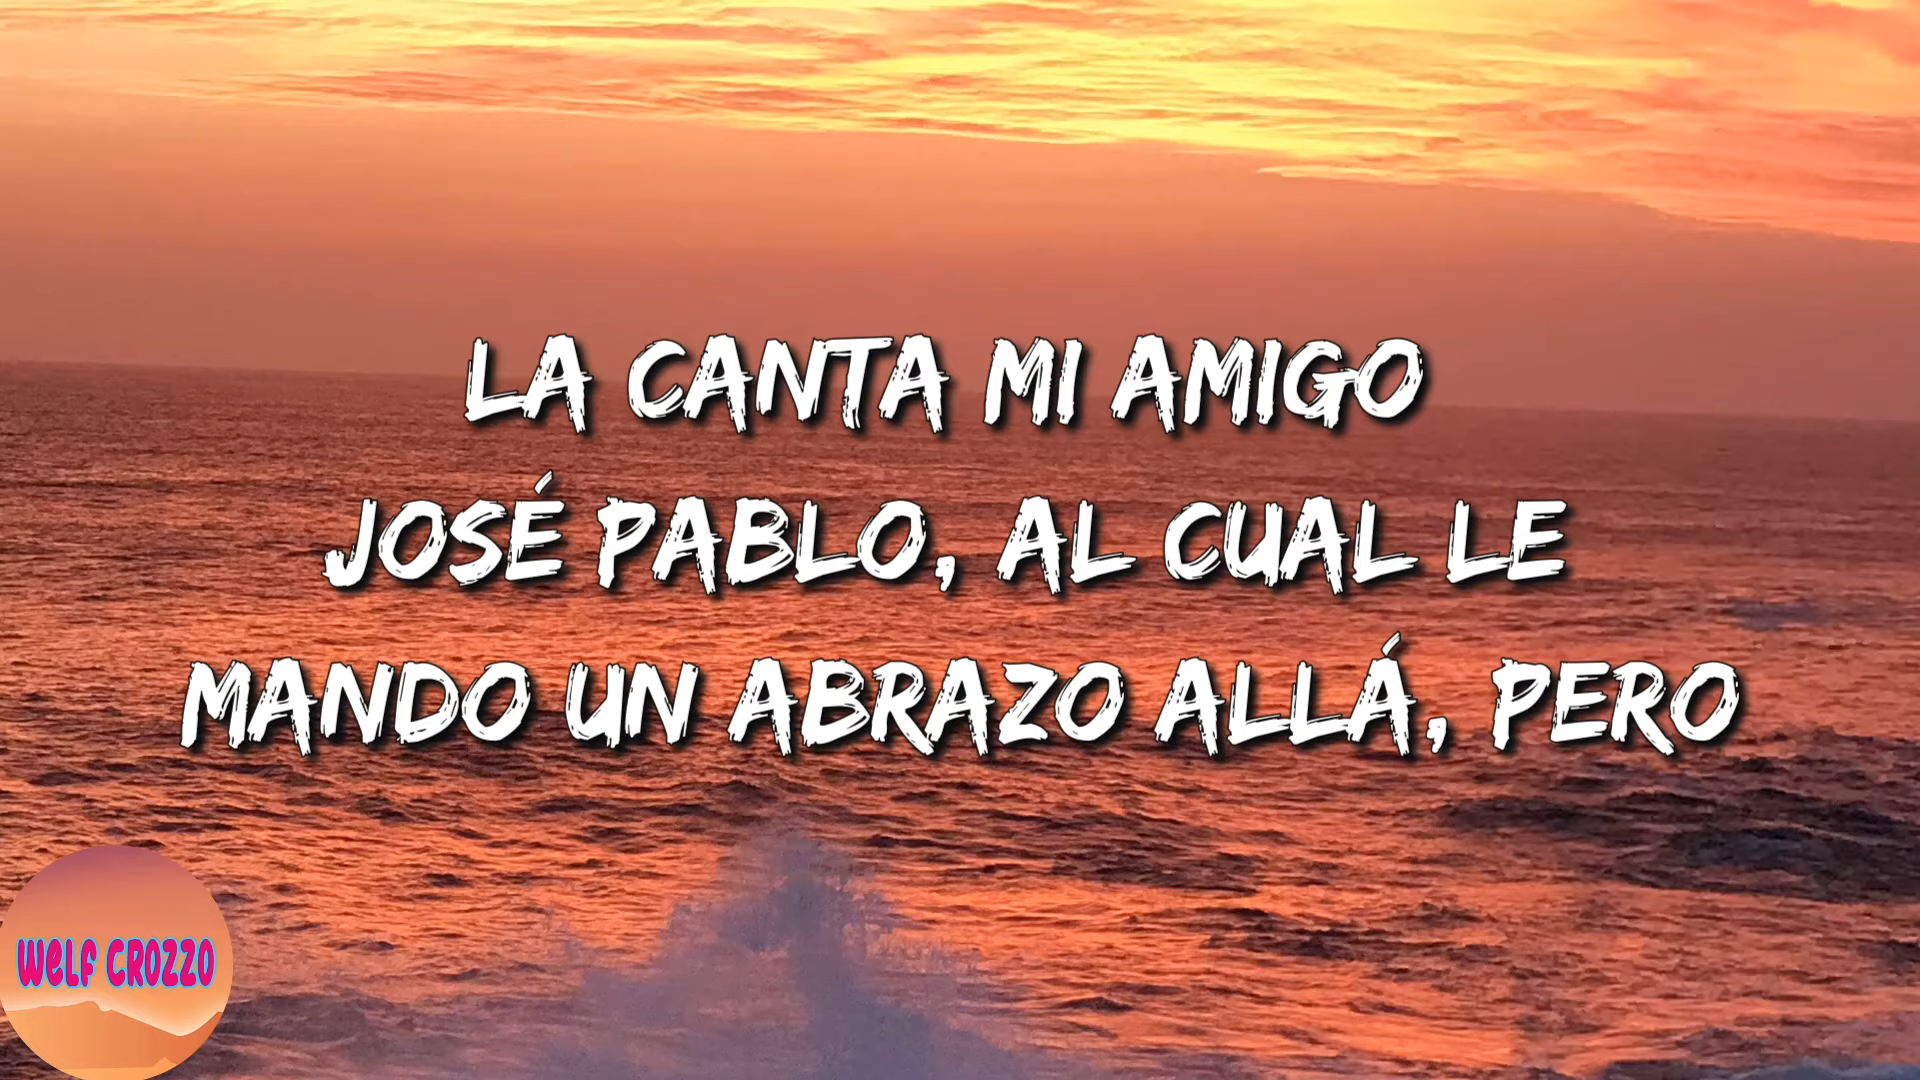 LA CANTA MI AMIGO
JOSÉ PABLO, AL CUAL LE
MANDO UN ABRAZO ALLÁ, PERO
WELF CROZZO